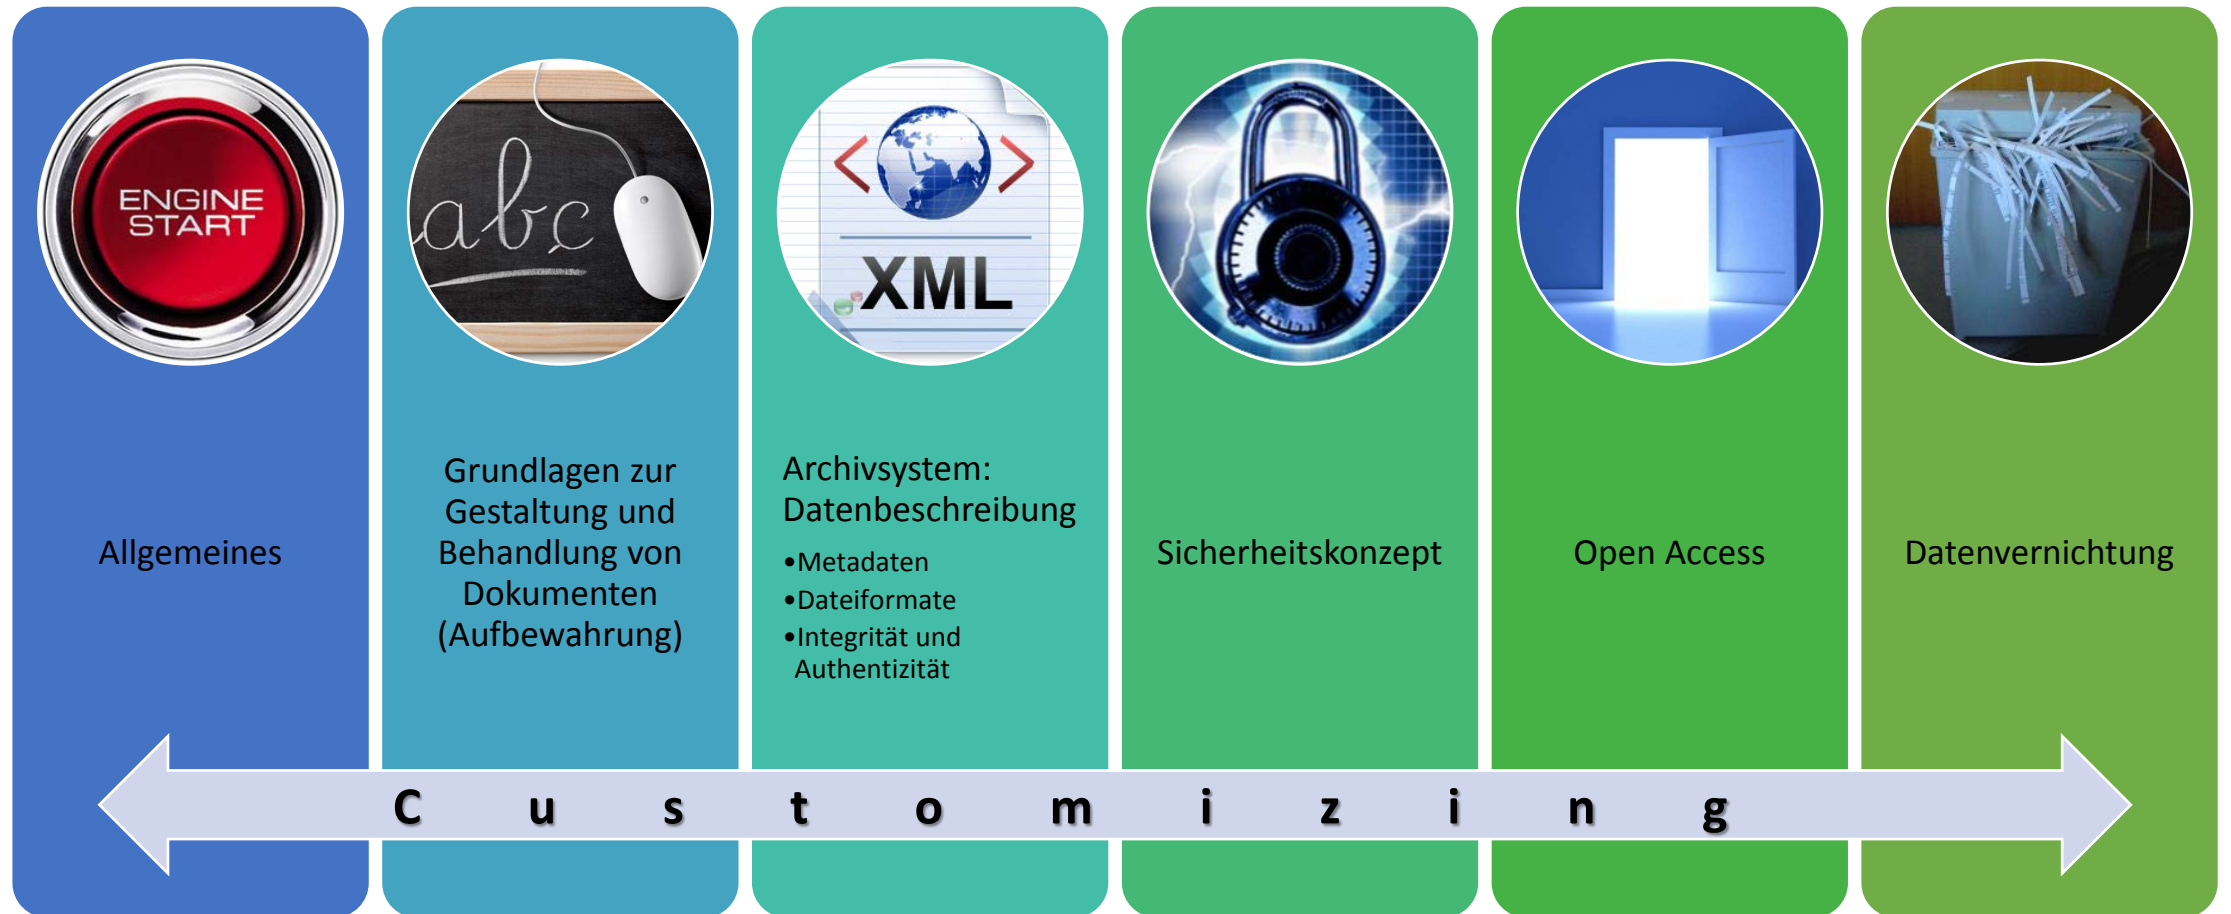 ENGINE
START
abc
< >
XML
Allgemeines
Grundlagen zur
Gestaltung und
Behandlung von
Dokumenten
(Aufbewahrung)
Archivsystem:
Datenbeschreibung
•Metadaten
•Dateiformate
•Integrität und
Authentizität
Sicherheitskonzept
Open Access
Datenvernichtung
C u s t o m i z i n g